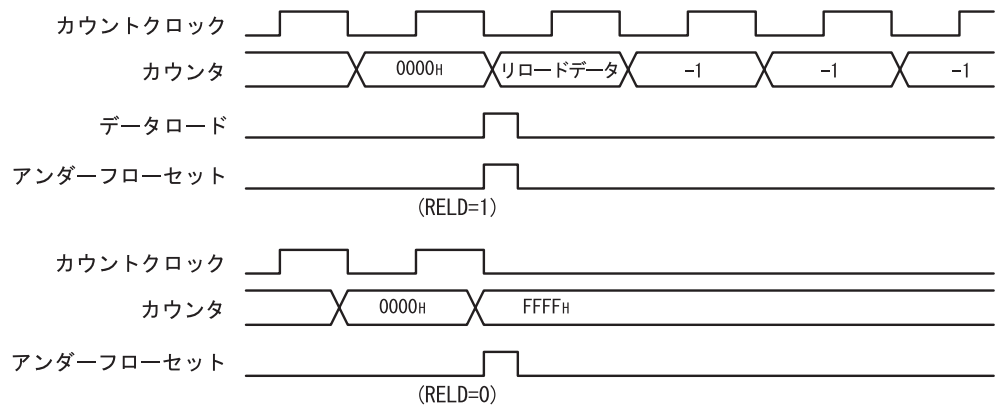 カウントクロック
カウンタ 0000H リロードデータ -1 -1 -1
データロード
アンダーフローセット
(RELD=1)
カウントクロック
カウンタ 0000H FFFFH
アンダーフローセット
(RELD=0)